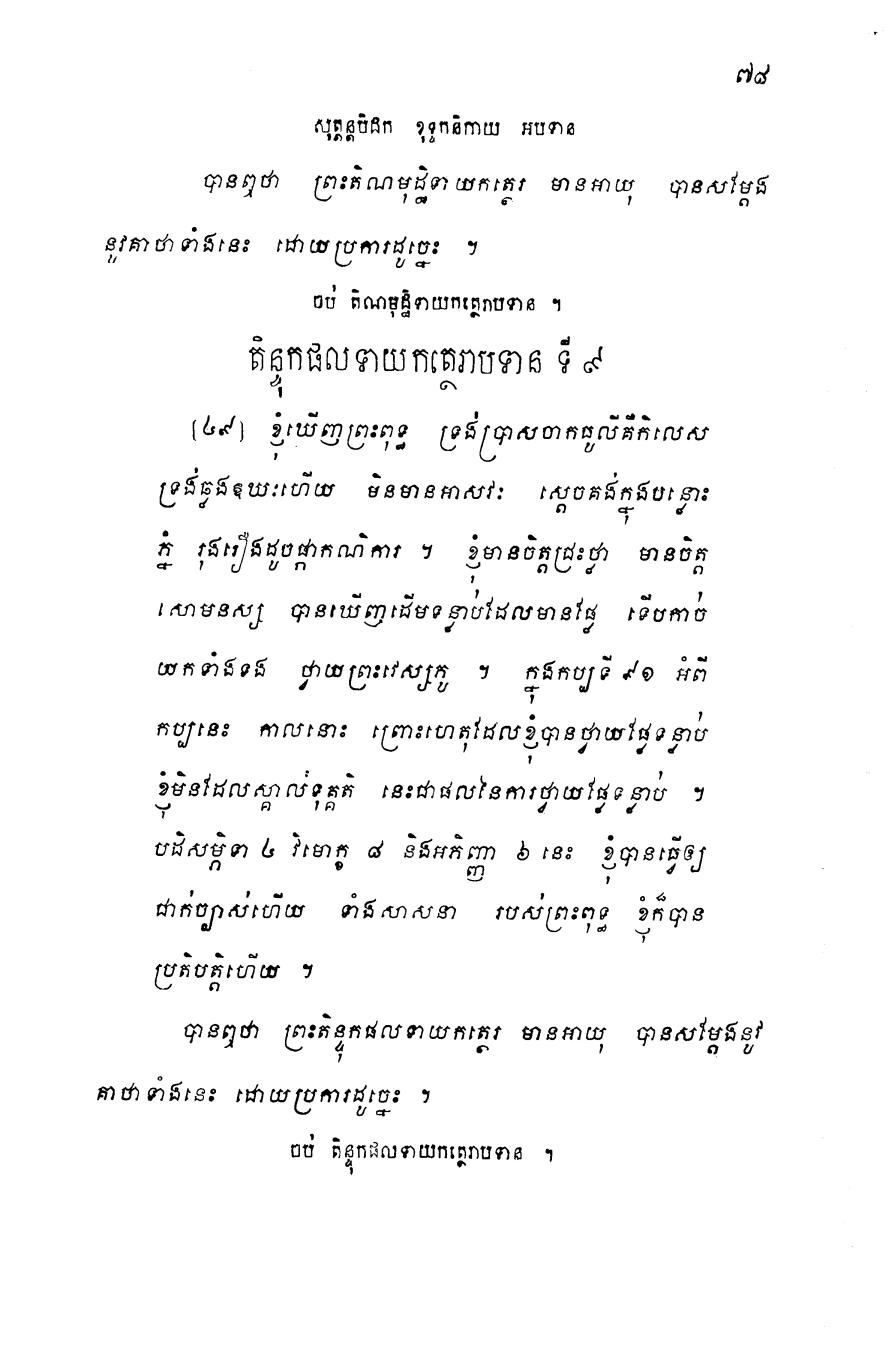 ៧៨
សុត្តន្តបិដក ខុទ្ទកនិកាយ អបទាន
បានឮថា ព្រះតិណមុដ្ឋិទាយកត្ថេរ មានអាយុ បានសម្ដែង
នូវគាថាទាំងនេះ ដោយប្រការដូច្នេះ ។
ចប់ តិណមុដ្ឋិទាយកត្ថេរាបទាន ។
តិន្ទុកផលទាយកត្ថេរាបទាន ទី ៩
[៤៩] ខ្ញុំឃើញព្រះពុទ្ធ ទ្រង់ប្រាសចាកធូលីគឺកិលេស
ទ្រង់ឆ្លងឱឃៈហើយ មិនមានអាសវៈ ស្ដេចគង់ក្នុងបន្លោះ
ភ្នំ រុងរឿងដូចផ្កាកណិការ ។ ខ្ញុំមានចិត្តជ្រះថ្លា មានចិត្ត
សោមនស្ស បានឃើញដើមទន្លាប់ដែលមានផ្លែ ទើបកាច់
យកទាំងទង ថ្វាយព្រះវេស្សភូ ។ ក្នុងកប្បទី ៩១ អំពី
កប្បនេះ កាលនោះ ព្រោះហេតុដែលខ្ញុំបានថ្វាយផ្លែទន្លាប់
ខ្ញុំមិនដែលស្គាល់ទុគ្គតិ នេះជាផលនៃការថ្វាយផ្លែទន្លាប់ ។
បដិសម្ភិទា ៤ វិមោក្ខ ៨ និងអភិញ្ញា ៦ នេះ ខ្ញុំបានធ្វើឲ្យ
ជាក់ច្បាស់ហើយ ទាំងសាសនា របស់ព្រះពុទ្ធ ខ្ញុំក៏បាន
ប្រតិបត្តិហើយ ។
បានឮថា ព្រះតិន្ទុកផលទាយកត្ថេរ មានអាយុ បានសម្ដែងនូវ
គាថាទាំងនេះ ដោយប្រការដូច្នេះ ។
ចប់ តិន្ទុកផលទាយកត្ថេរាបទាន ។